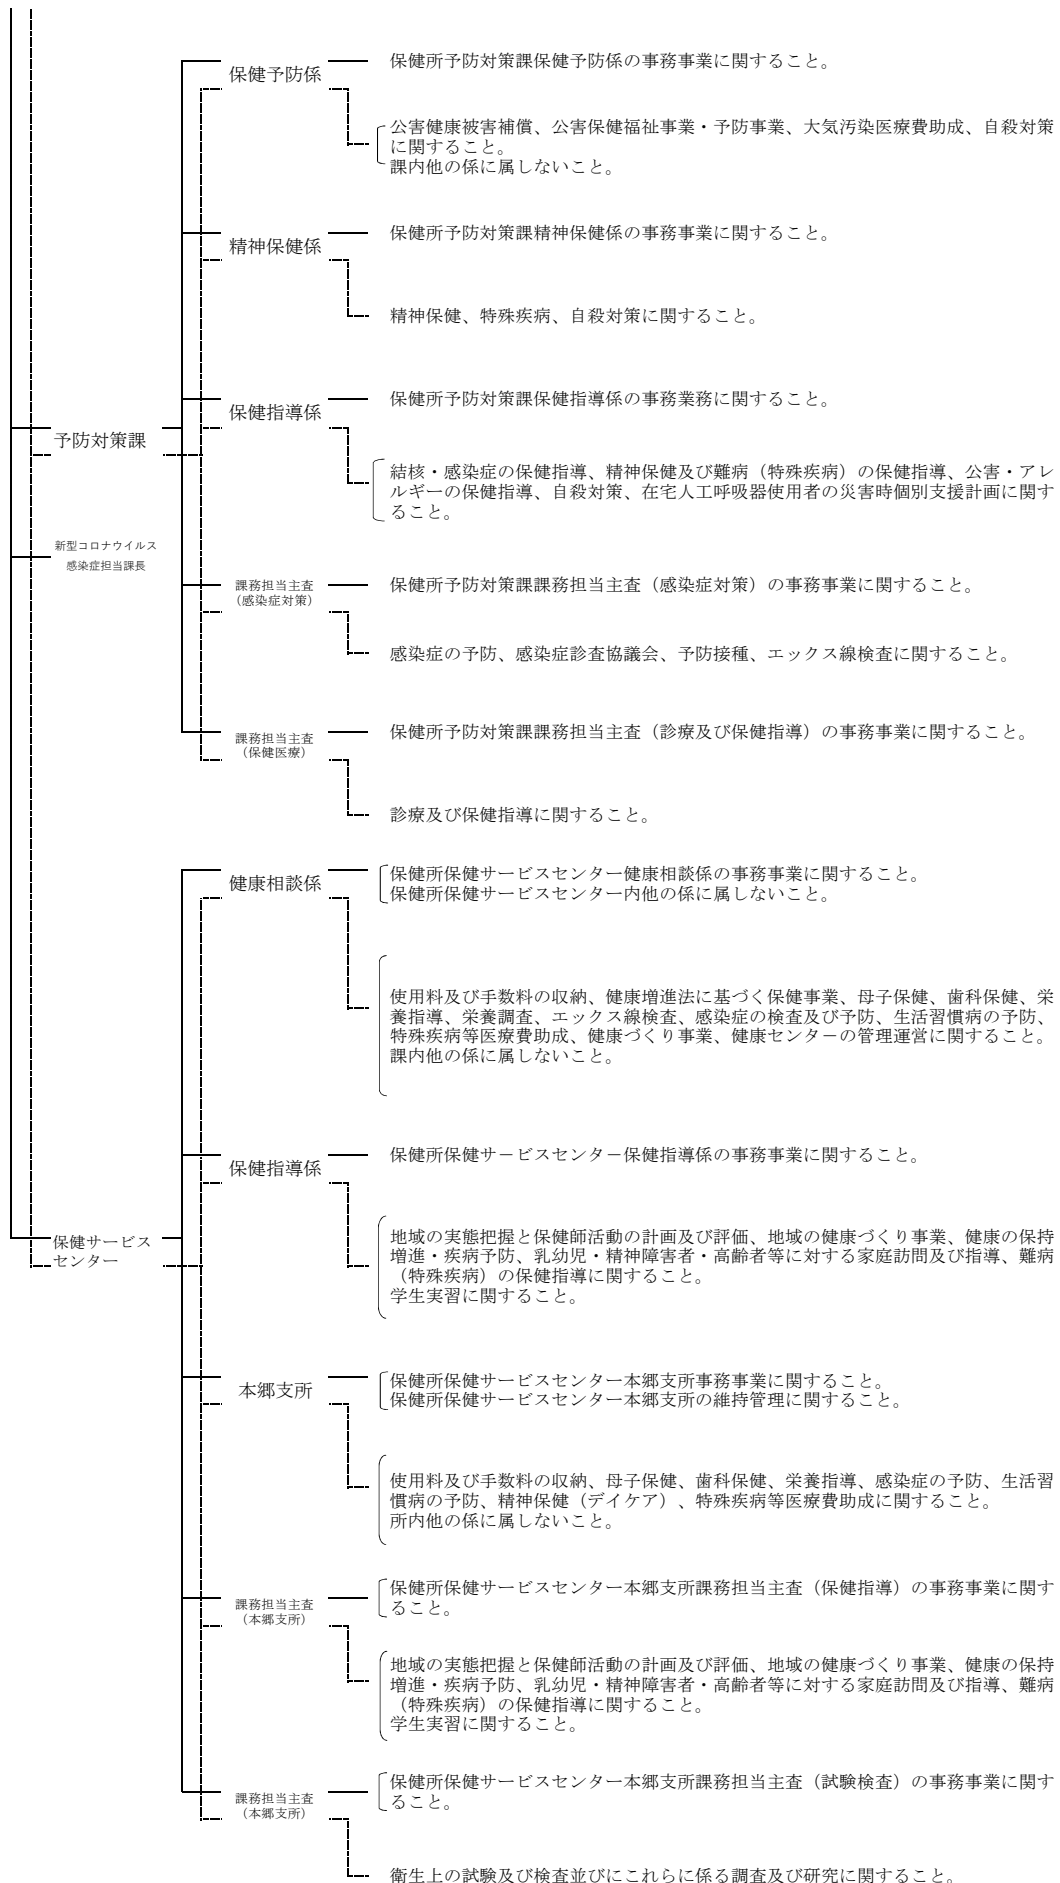 保健予防係
保健所予防対策課保健予防係の事務事業に関すること。
公害健康被害補償、公害保健福祉事業・予防事業、大気汚染医療費助成、自殺対策
に関すること。
課内他の係に属しないこと。
精神保健係
保健所予防対策課精神保健係の事務事業に関すること。
精神保健、特殊疾病、自殺対策に関すること。
予防対策課
保健指導係
保健所予防対策課保健指導係の事務業務に関すること。
結核・感染症の保健指導、精神保健及び難病（特殊疾病）の保健指導、公害・アレ
ルギーの保健指導、自殺対策、在宅人工呼吸器使用者の災害時個別支援計画に関す
ること。
新型コロナウイルス
感染症担当課長
課務担当主査
（感染症対策）
保健所予防対策課課務担当主査（感染症対策）の事務事業に関すること。
感染症の予防、感染症診査協議会、予防接種、エックス線検査に関すること。
課務担当主査
（保健医療）
保健所予防対策課課務担当主査（診療及び保健指導）の事務事業に関すること。
診療及び保健指導に関すること。
健康相談係
保健所保健サービスセンター健康相談係の事務事業に関すること。
保健所保健サービスセンター内他の係に属しないこと。
使用料及び手数料の収納、健康増進法に基づく保健事業、母子保健、歯科保健、栄
養指導、栄養調査、エックス線検査、感染症の検査及び予防、生活習慣病の予防、
特殊疾病等医療費助成、健康づくり事業、健康センターの管理運営に関すること。
課内他の係に属しないこと。
保健サービス
センター
保健指導係
保健所保健サ－ビスセンタ－保健指導係の事務事業に関すること。
地域の実態把握と保健師活動の計画及び評価、地域の健康づくり事業、健康の保持
増進・疾病予防、乳幼児・精神障害者・高齢者等に対する家庭訪問及び指導、難病
（特殊疾病）の保健指導に関すること。
学生実習に関すること。
本郷支所
保健所保健サービスセンター本郷支所事務事業に関すること。
保健所保健サービスセンター本郷支所の維持管理に関すること。
使用料及び手数料の収納、母子保健、歯科保健、栄養指導、感染症の予防、生活習
慣病の予防、精神保健（デイケア）、特殊疾病等医療費助成に関すること。
所内他の係に属しないこと。
課務担当主査
（本郷支所）
保健所保健サービスセンター本郷支所課務担当主査（保健指導）の事務事業に関す
ること。
地域の実態把握と保健師活動の計画及び評価、地域の健康づくり事業、健康の保持
増進・疾病予防、乳幼児・精神障害者・高齢者等に対する家庭訪問及び指導、難病
（特殊疾病）の保健指導に関すること。
学生実習に関すること。
課務担当主査
（本郷支所）
保健所保健サービスセンター本郷支所課務担当主査（試験検査）の事務事業に関す
ること。
衛生上の試験及び検査並びにこれらに係る調査及び研究に関すること。